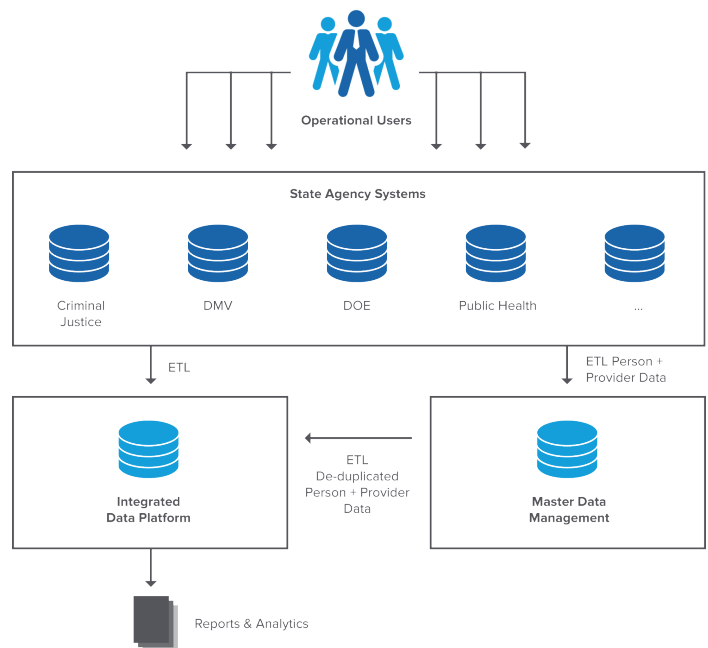 Operational Users
State Agency Systems
Criminal
Justice
DMV
DOE
Public Health
...
ETL
ETL Person +
Provider Data
ETL
De-duplicated
Person + Provider
Data
Integrated
Data Platform
Master Data
Management
Reports & Analytics